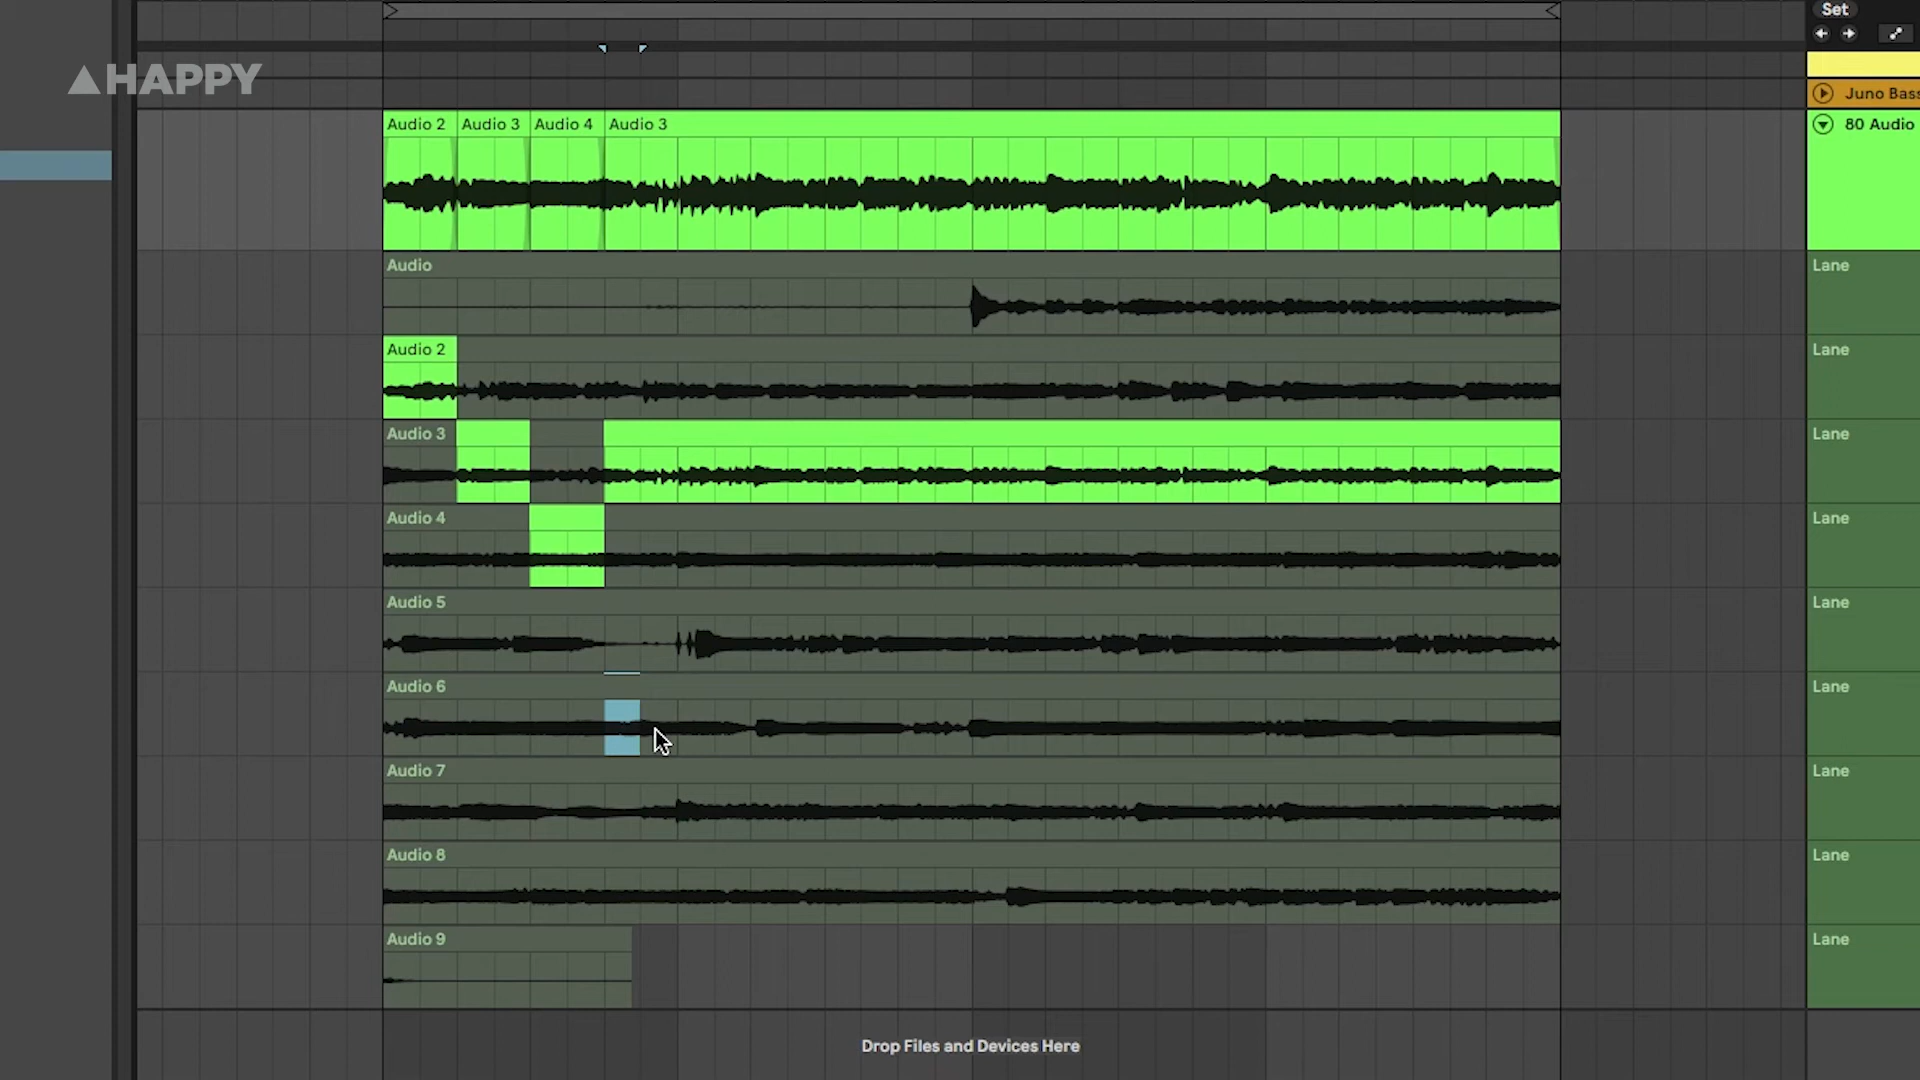 Set
HAPPY
Juno Bass
Audio 2 Audio 3 Audio 4 Audio 3
80 Audio
Audio
Lane
Audio 2
Lane
Audio 3
Lane
Audio 4
Lane
Audio 5
Lane
Audio 6
Lane
Audio 7
Lane
Audio 8
Lane
Audio 9
Lane
Drop Files and Devices Here